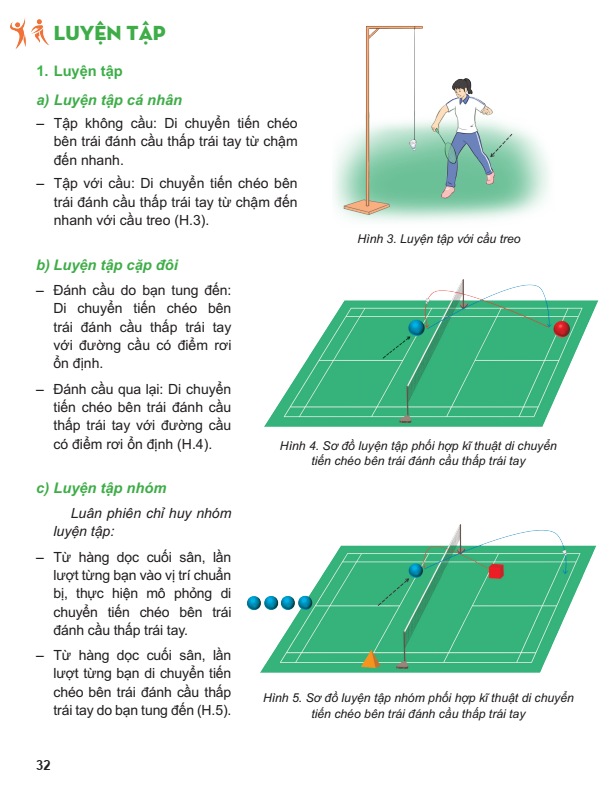 LUYỆN TẬP
1. Luyện tập
a) Luyện tập cá nhân
– Tập không cầu: Di chuyển tiến chéo
bên trái đánh cầu thấp trái tay từ chậm
đến nhanh.
– Tập với cầu: Di chuyển tiến chéo bên
trái đánh cầu thấp trái tay từ chậm đến
nhanh với cầu treo (H.3).
Hình 3. Luyện tập với cầu treo
b) Luyện tập cặp đôi
– Đánh cầu do bạn tung đến:
Di chuyển tiến chéo bên
trái đánh cầu thấp trái tay
với đường cầu có điểm rơi
ổn định.
– Đánh cầu qua lại: Di chuyển
tiến chéo bên trái đánh cầu
thấp trái tay với đường cầu
có điểm rơi ổn định (H.4).
Hình 4. Sơ đồ luyện tập phối hợp kĩ thuật di chuyển
tiến chéo bên trái đánh cầu thấp trái tay
c) Luyện tập nhóm
Luân phiên chỉ huy nhóm
luyện tập:
– Từ hàng dọc cuối sân, lần
lượt từng bạn vào vị trí chuẩn
bị, thực hiện mô phỏng di
chuyển tiến chéo bên trái
đánh cầu thấp trái tay.
– Từ hàng dọc cuối sân, lần
lượt từng bạn di chuyển tiến
chéo bên trái đánh cầu thấp
trái tay do bạn tung đến (H.5).
Hình 5. Sơ đồ luyện tập nhóm phối hợp kĩ thuật di chuyển
tiến chéo bên trái đánh cầu thấp trái tay
32